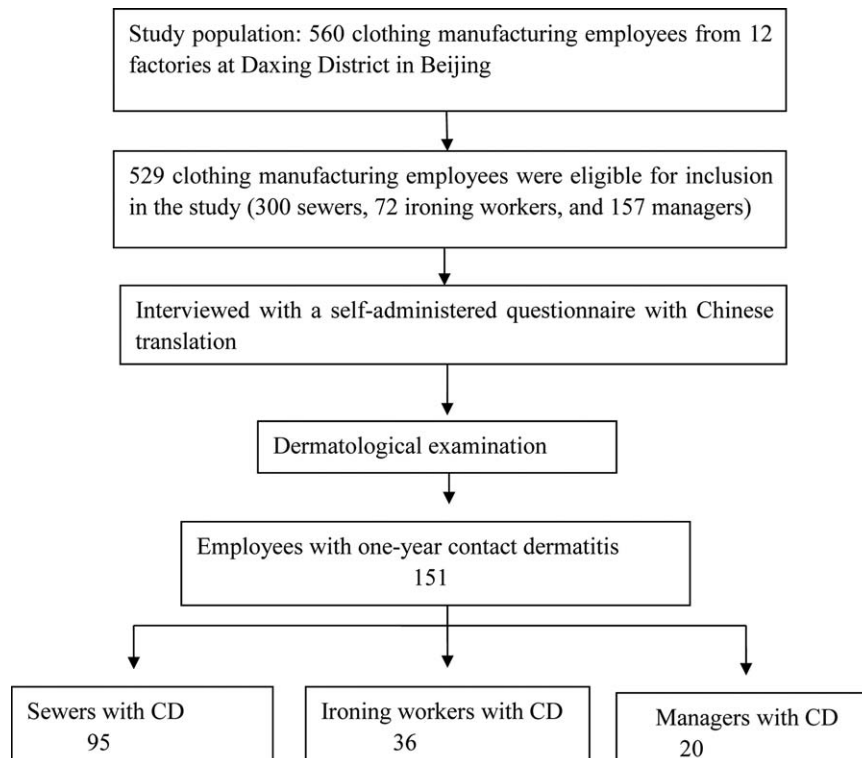 Study population: 560 clothing manufacturing employees from 12
factories at Daxing District in Beijing
529 clothing manufacturing employees were eligible for inclusion
in the study (300 sewers, 72 ironing workers, and 157 managers)
Interviewed with a self-administered questionnaire with Chinese
translation
Dermatological examination
Employees with one-year contact dermatitis
151
Sewers with CD
95
Ironing workers with CD
36
Managers with CD
20